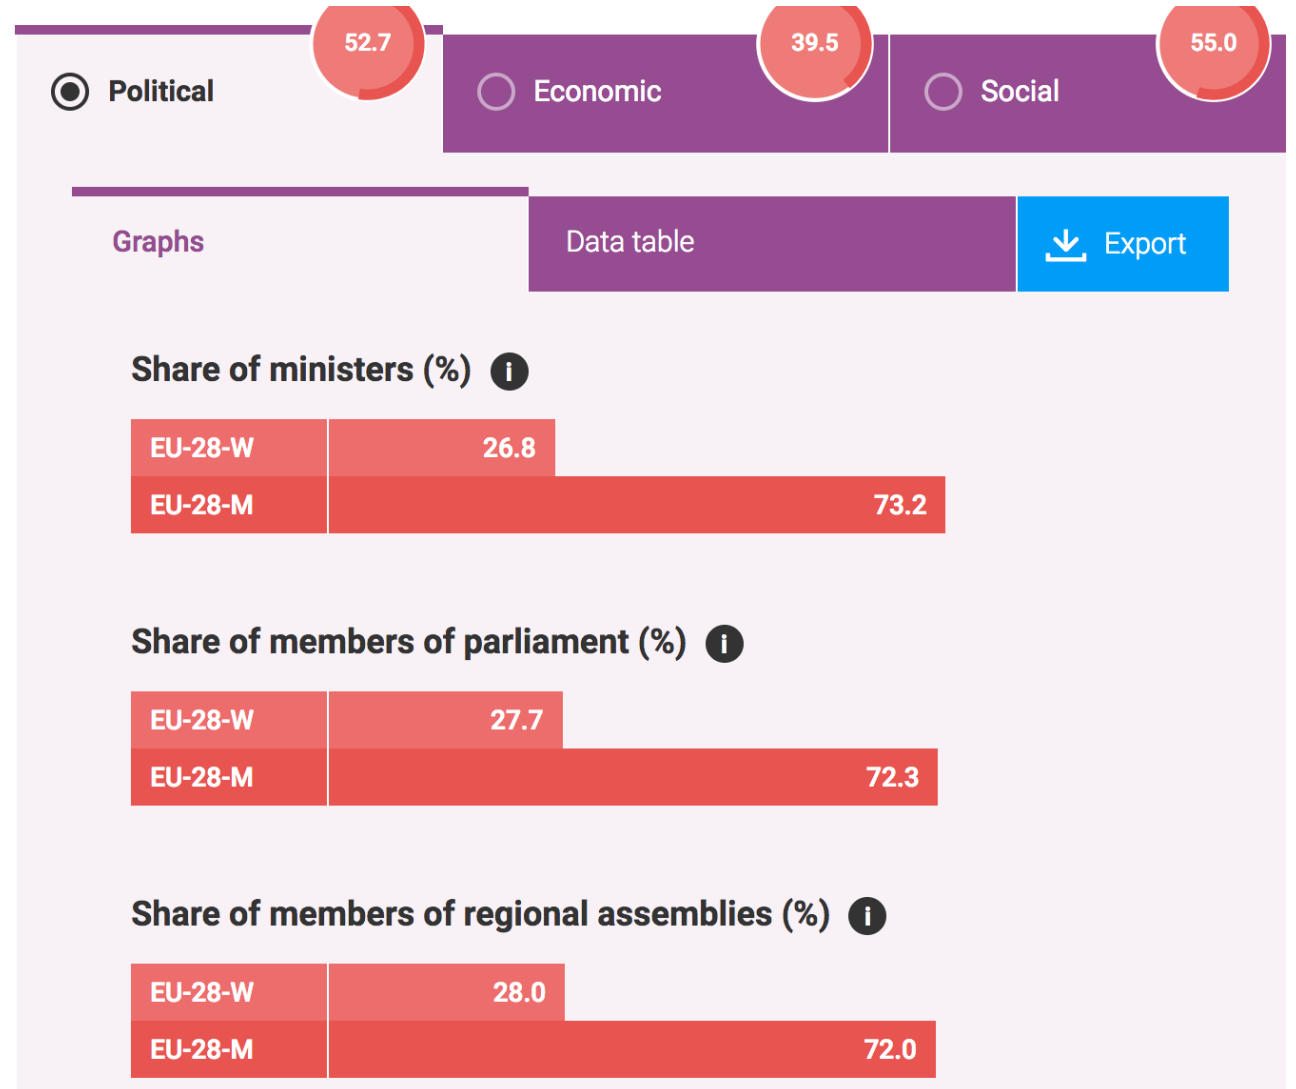 52.7
39.5
55.0
Political
Economic
Social
Graphs
Data table
Export
Share of ministers (%) i
EU-28-W 26.8
EU-28-M 73.2
Share of members of parliament (%) i
EU-28-W 27.7
EU-28-M 72.3
Share of members of regional assemblies (%) i
EU-28-W 28.0
EU-28-M 72.0